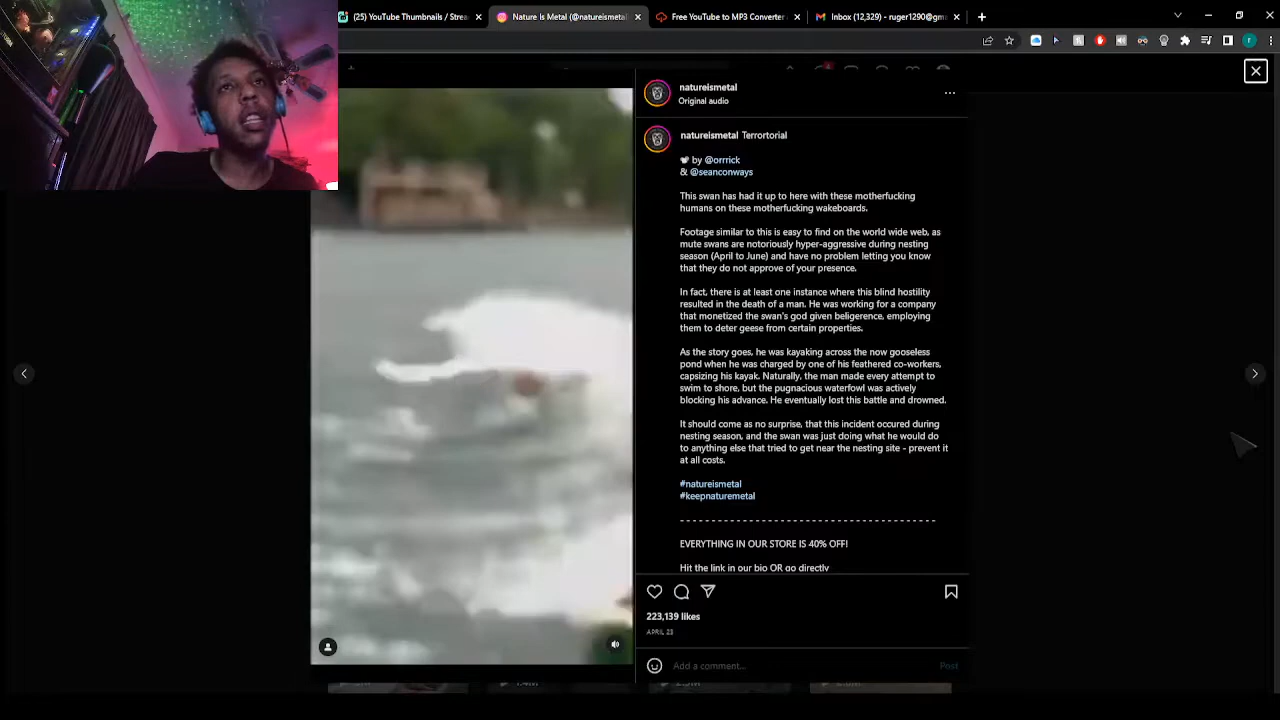 (25) YouTube Thumbnails / Strea
Nature is Metal (@natureismetal
Free YouTube to MP3 Converter
Inbox (12,329) - ruger1290@gm
natureismetal
Original audio
natureismetal Terrortorial
by @orrrick
& @seanconways
This swan has had it up to here with these motherfucking
humans on these motherfucking wakeboards.
Footage similar to this is easy to find on the world wide web, as
mute swans are notoriously hyper-aggressive during nesting
season (April to June) and have no problem letting you know
that they do not approve of your presence.
In fact, there is at least one instance where this blind hostility
resulted in the death of a man. He was working for a company
that monetized the swan's god given beligerence, employing
them to deter geese from certain properties.
As the story goes, he was kayaking across the now gooseless
pond when he was charged by one of his feathered co-workers,
capsizing his kayak. Naturally, the man made every attempt to
swim to shore, but the pugnacious waterfowl was actively
blocking his advance. He eventually lost this battle and drowned.
It should come as no surprise, that this incident occured during
nesting season, and the swan was just doing what he would do
to anything else that tried to get near the nesting site - prevent it
at all costs.
#natureismetal
#keepnaturemetal
EVERYTHING IN OUR STORE IS 40% OFF!
Hit the link in our bio OR go directly
223,139 likes
APRIL 23
Add a comment...
Post